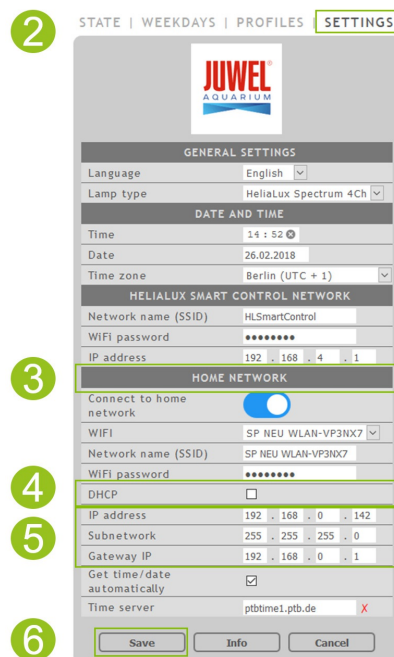 2 STATE | WEEKDAYS | PROFILES | SETTINGS
JUWEL
AQUARIUM
GENERAL SETTINGS
Language English
Lamp type HeliaLux Spectrum 4Ch
DATE AND TIME
Time 14 : 52
Date 26.02.2018
Time zone Berlin (UTC + 1)
HELIALUX SMART CONTROL NETWORK
Network name (SSID) HLSmartControl
WiFi password ••••••••
IP address 192 . 168 . 4 . 1
3 HOME NETWORK
Connect to home
network
WIFI SP NEU WLAN-VP3NX7
Network name (SSID) SP NEU WLAN-VP3NX7
WiFi password ••••••••
4 DHCP
IP address 192 . 168 . 0 . 142
5 Subnetwork 255 . 255 . 255 . 0
Gateway IP 192 . 168 . 0 . 1
Get time/date
automatically
Time server ptbtime1.ptb.de X
6 Save Info Cancel